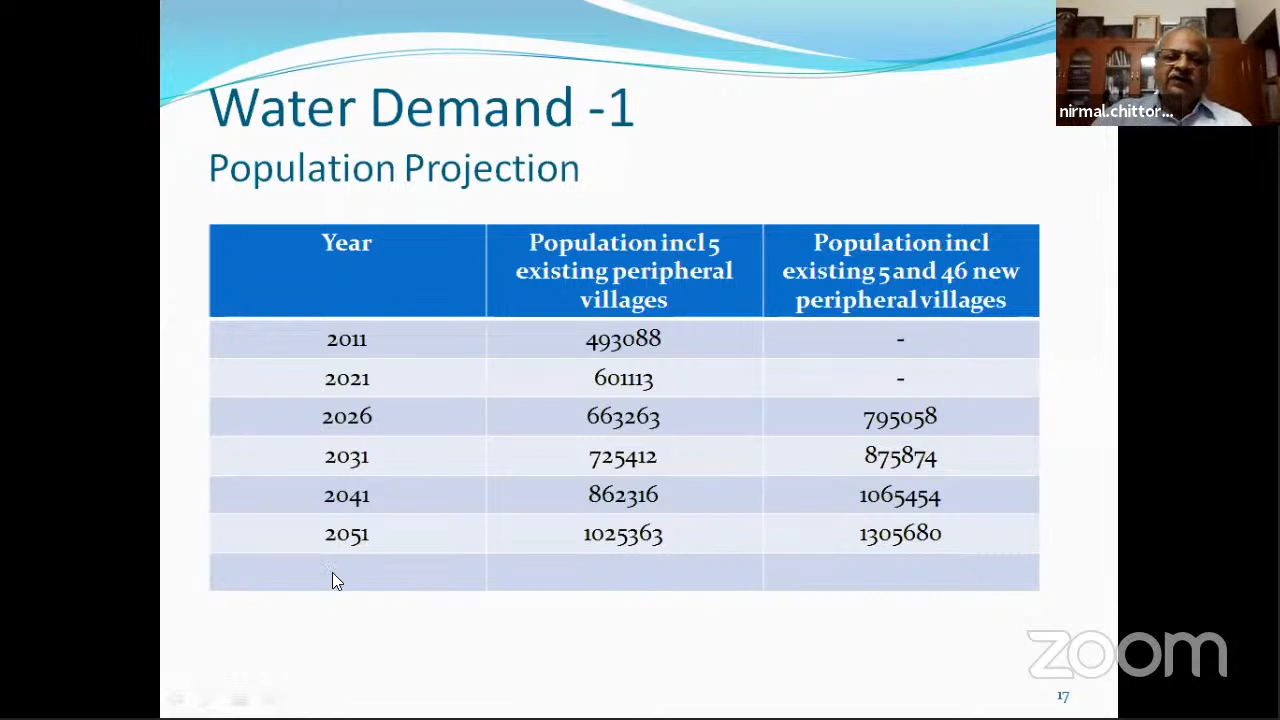 Water Demand -1
Population Projection
nirmal.chittor...
Year
Population incl 5
existing peripheral
villages
Population incl
existing 5 and 46 new
peripheral villages
2011 493088 -
2021 601113 -
2026 663263 795058
2031 725412 875874
2041 862316 1065454
2051 1025363 1305680
zoom
17